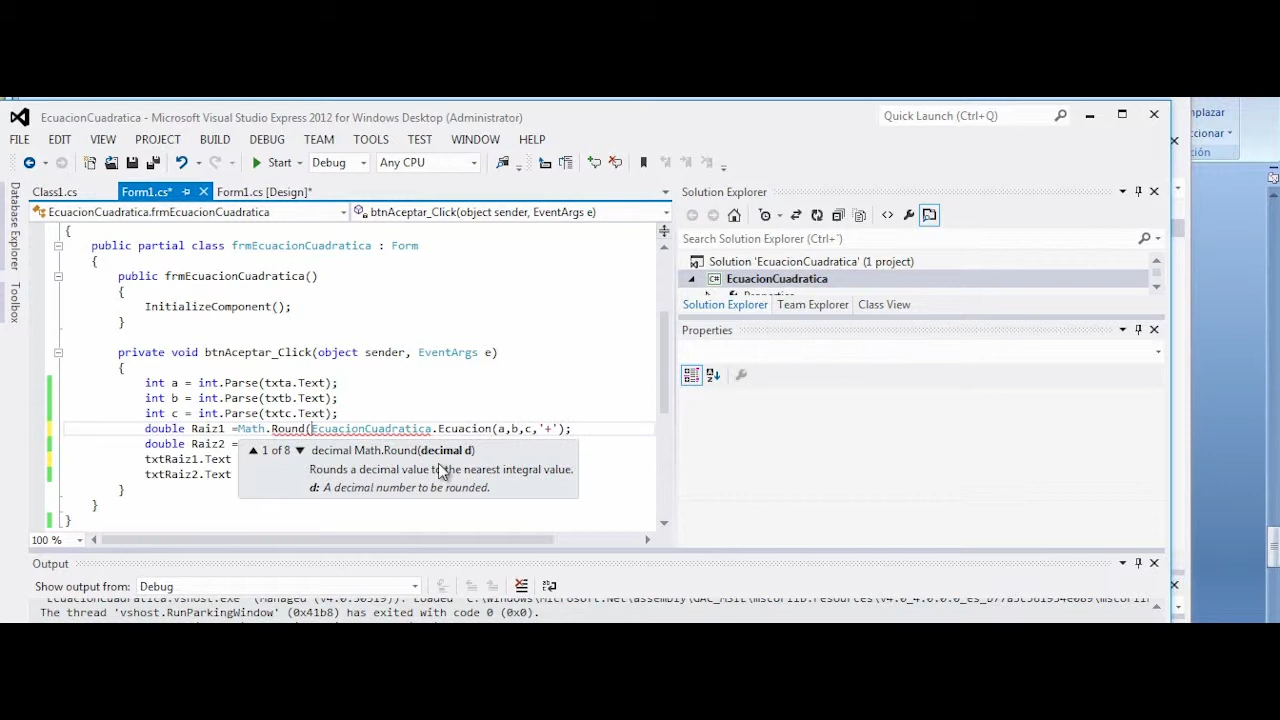 mplazar
EcuacionCuadratica - Microsoft Visual Studio Express 2012 for Windows Desktop (Administrator)
Quick Launch (Ctrl+Q)
FILE EDIT VIEW PROJECT BUILD DEBUG TEAM TOOLS TEST WINDOW HELP
ccionar
ción
Start Debug Any CPU
Class1.cs Form1.cs* Form1.cs [Design]*
Solution Explorer
Database Explorer
Toolbox
EcuacionCuadratica.frmEcuacionCuadratica btnAceptar_Click(object sender, EventArgs e)
{
public partial class frmEcuacionCuadratica : Form
{
public frmEcuacionCuadratica()
{
InitializeComponent();
}
private void btnAceptar_Click(object sender, EventArgs e)
{
int a = int.Parse(txta.Text);
int b = int.Parse(txtb.Text);
int c = int.Parse(txtc.Text);
double Raiz1 =Math.Round(EcuacionCuadratica.Ecuacion(a,b,c,'+');
double Raiz2 =
txtRaiz1.Text
txtRaiz2.Text
}
}
}
1 of 8 decimal Math.Round(decimal d)
Rounds a decimal value to the nearest integral value.
d: A decimal number to be rounded.
100 %
Search Solution Explorer (Ctrl+¨)
Solution 'EcuacionCuadratica' (1 project)
C# EcuacionCuadratica
Solution Explorer Team Explorer Class View
Properties
Output
Show output from: Debug
The thread 'vshost.RunParkingWindow' (0x41b8) has exited with code 0 (0x0).